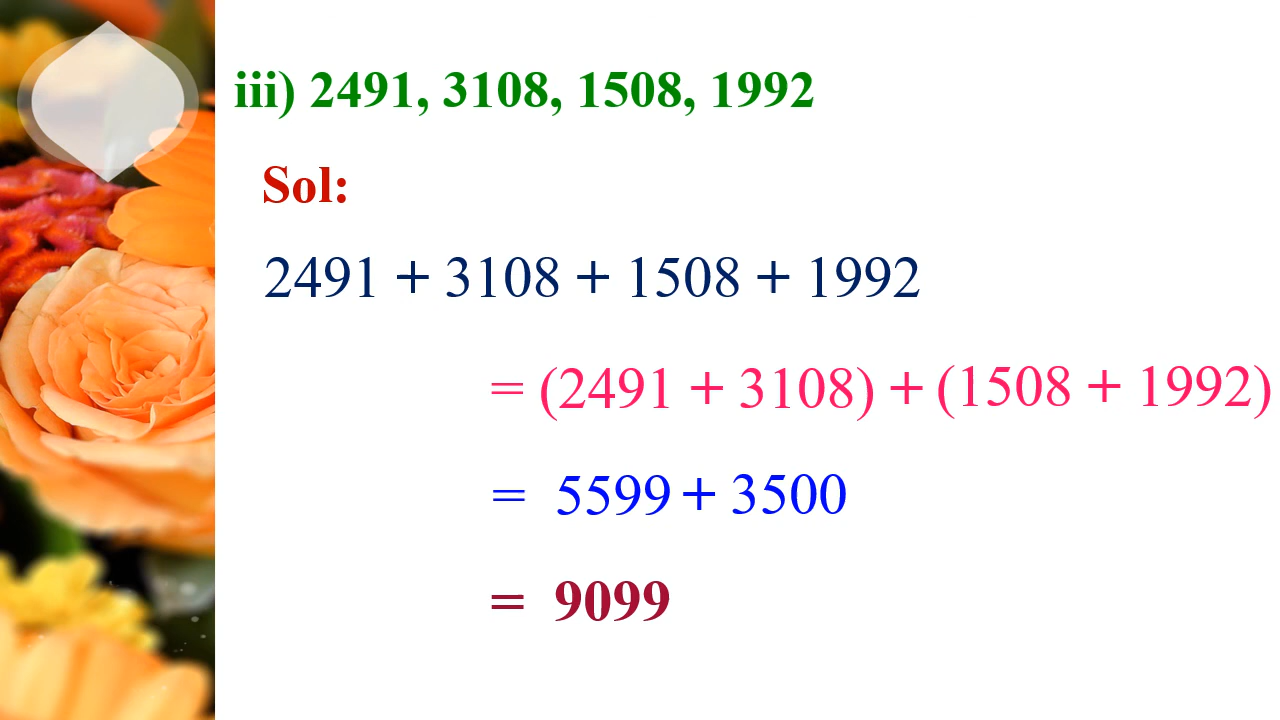 iii) 2491, 3108, 1508, 1992
Sol:
2491 + 3108 + 1508 + 1992
= (2491 + 3108) + (1508 + 1992)
= 5599 + 3500
= 9099